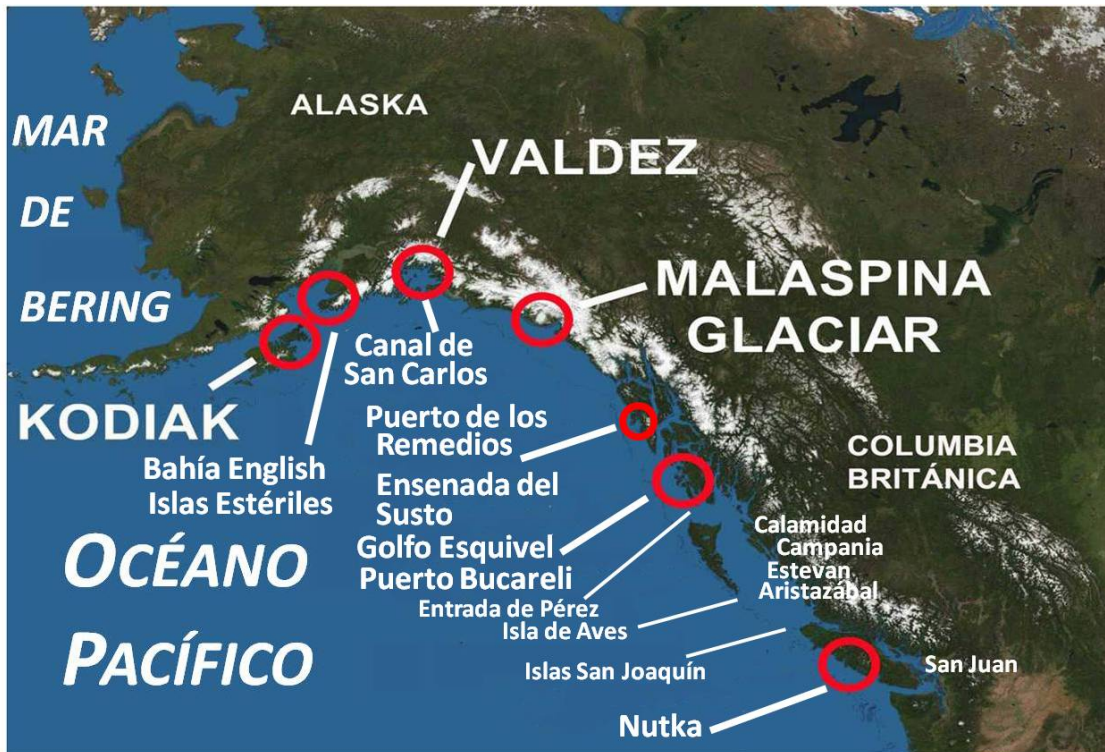 ALASKA
MAR
DE
BERING
VALDEZ
MALASPINA
GLACIAR
Canal de
San Carlos
KODIAK
Puerto de los
Remedios
COLUMBIA
BRITÁNICA
Bahía English
Islas Estériles
Ensenada del
Susto
Golfo Esquivel
Puerto Bucareli
Calamidad
Campania
Estevan
Aristazábal
OCÉANO
PACÍFICO
Entrada de Pérez
Isla de Aves
Islas San Joaquín
San Juan
Nutka